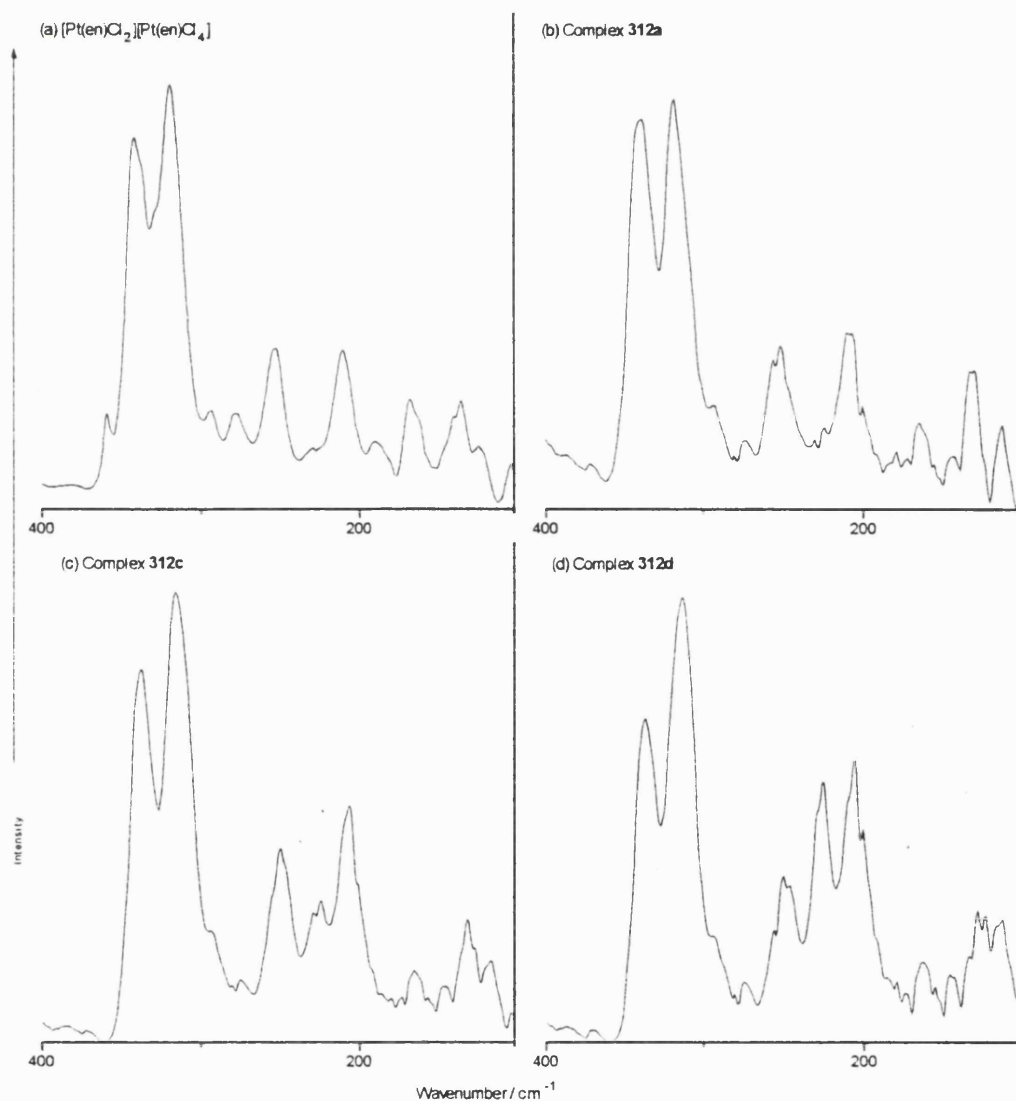 (a) [Pt(en)Cl2][Pt(en)Cl4]
(b) Complex 312a
400
200
400
200
(c) Complex 312c
(d) Complex 312d
Intensity
400
200
400
200
Wavenumber / cm-1